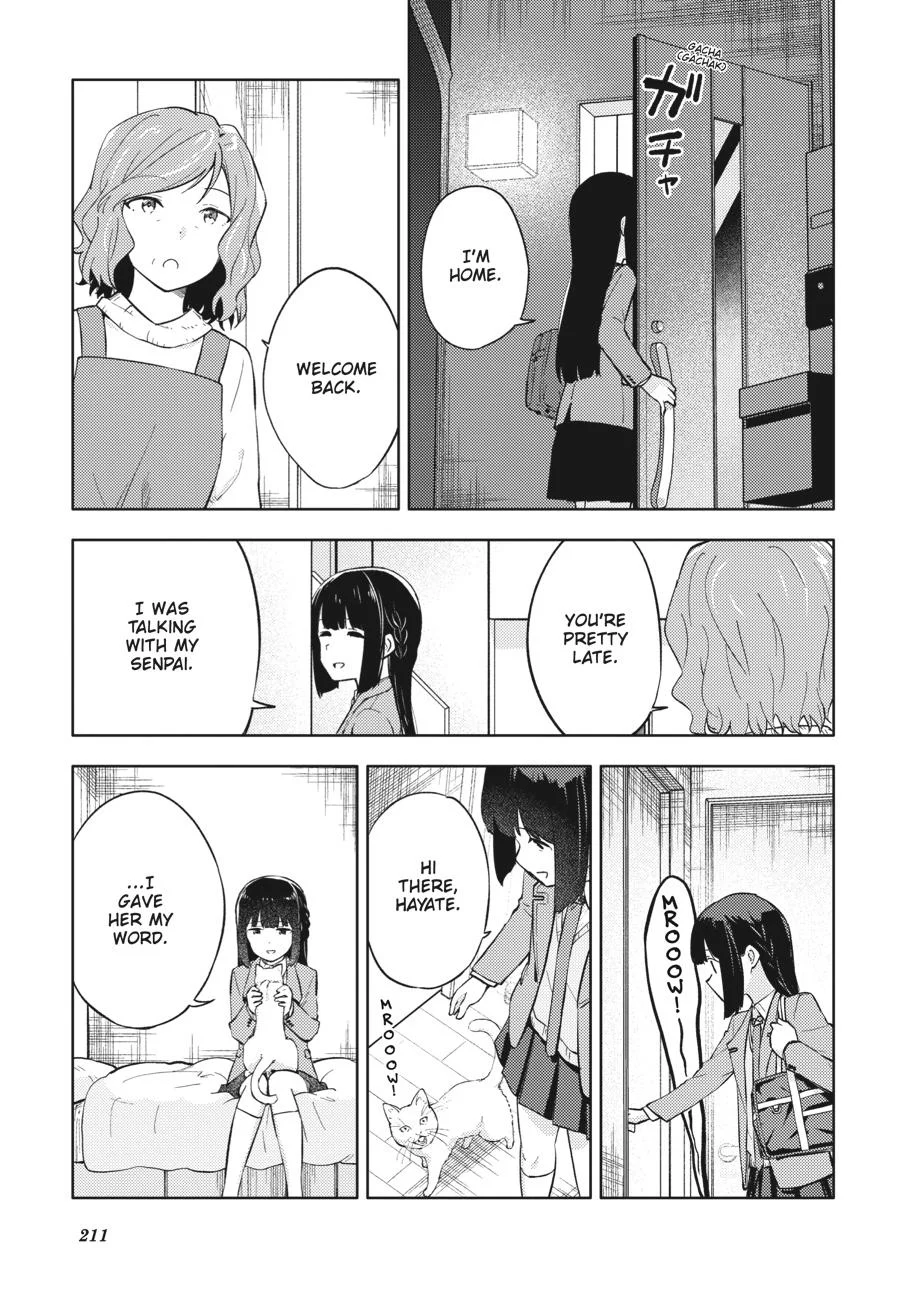 GACHA
(GACHAK)
ガチャ
I'M
HOME.
WELCOME
BACK.
YOU'RE
PRETTY
LATE.
I WAS
TALKING
WITH MY
SENPAI.
MROOOW!
HI
THERE,
HAYATE.
MROOOW!
...I
GAVE
HER MY
WORD.
211